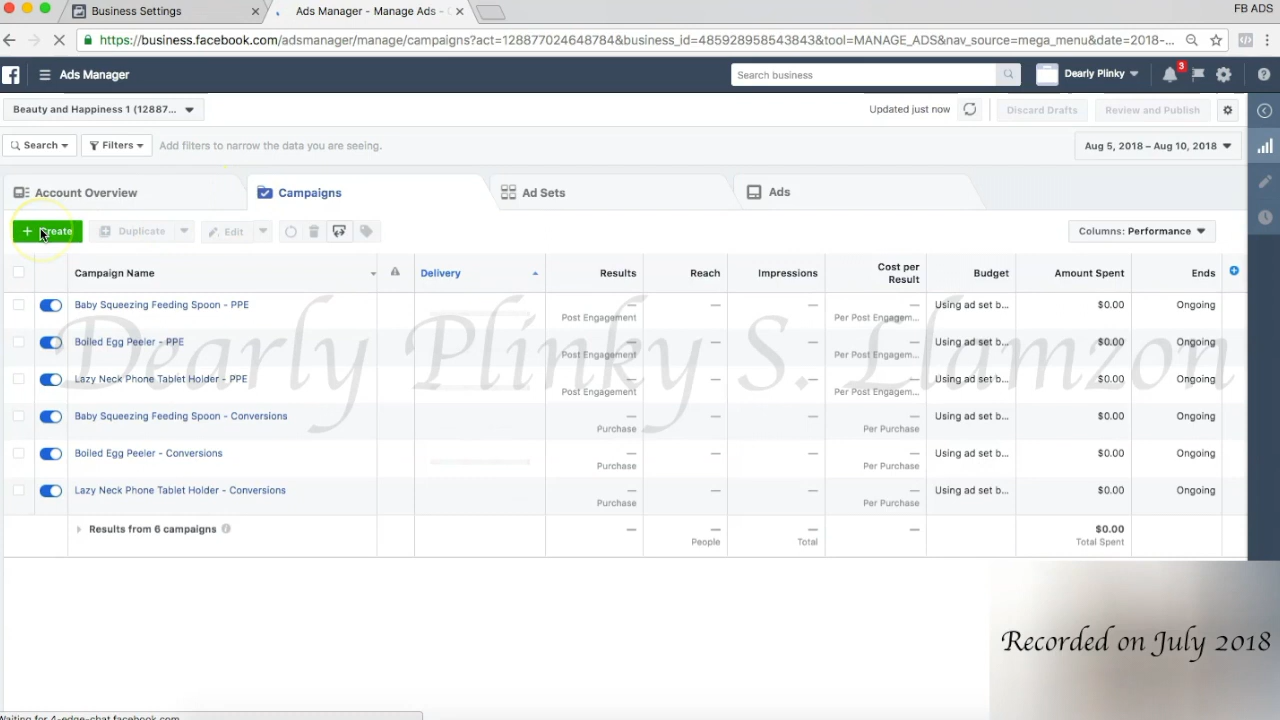 Business Settings
Ads Manager - Manage Ads -
FB ADS
https://business.facebook.com/adsmanager/manage/campaigns?act=128877024648784&business_id=485928958543843&tool=MANAGE_ADS&nav_source=mega_menu&date=2018-...
Ads Manager
Search business
Dearly Plinky
3
Beauty and Happiness 1 (12887...
Updated just now
Discard Drafts
Review and Publish
Search
Filters
Add filters to narrow the data you are seeing.
Aug 5, 2018 – Aug 10, 2018
Account Overview
Campaigns
Ad Sets
Ads
+ Create
Duplicate
Edit
Columns: Performance
Campaign Name
Delivery
Results
Reach
Impressions
Cost per
Result
Budget
Amount Spent
Ends
Baby Squeezing Feeding Spoon - PPE
— — — — Using ad set b... $0.00 Ongoing
Post Engagement
Per Post Engagem...
Boiled Egg Peeler - PPE
— — — — Using ad set b... $0.00 Ongoing
Post Engagement
Per Post Engagem...
Lazy Neck Phone Tablet Holder - PPE
— — — — Using ad set b... $0.00 Ongoing
Post Engagement
Per Post Engagem...
Baby Squeezing Feeding Spoon - Conversions
— — — — Using ad set b... $0.00 Ongoing
Purchase
Per Purchase
Boiled Egg Peeler - Conversions
— — — — Using ad set b... $0.00 Ongoing
Purchase
Per Purchase
Lazy Neck Phone Tablet Holder - Conversions
— — — — Using ad set b... $0.00 Ongoing
Purchase
Per Purchase
Results from 6 campaigns
— — — — $0.00
People
Total
Total Spent
Dearly Plinky S. Llamzon
Recorded on July 2018
Waiting for 4-edge-chat.facebook.com